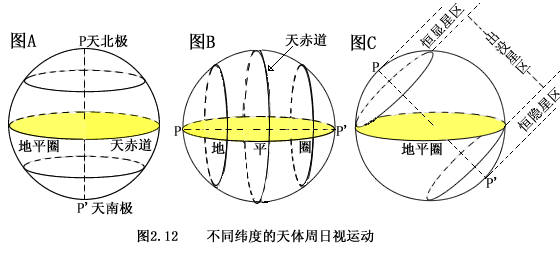 图A
P天北极
地平圈
天赤道
P'天南极
图B
天赤道
P
P'
地 平 圈
图C
恒显星区
出没星区
恒隐星区
P
地平圈
P'
图2.12 不同纬度的天体周日视运动